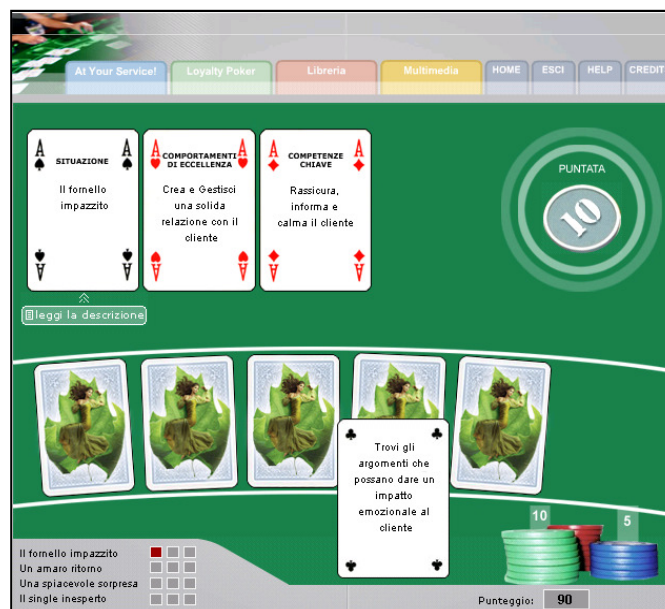 At Your Service!
Loyalty Poker
Libreria
Multimedia
HOME
ESCI
HELP
CREDIT
A A
SITUAZIONE
Il fornello
impazzito
A A
A A
COMPORTAMENTI
DI ECCELLENZA
Crea e Gestisci
una solida
relazione con il
cliente
A A
A A
COMPETENZE
CHIAVE
Rassicura,
informa e
calma il cliente
A A
PUNTATA
10
leggi la descrizione
Trovi gli
argomenti che
possano dare un
impatto
emozionale al
cliente
10
5
Il fornello impazzito
Un amaro ritorno
Una spiacevole sorpresa
Il single inesperto
Punteggio: 90